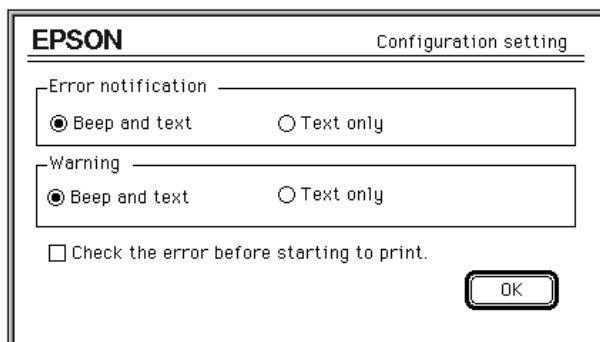 EPSON Configuration setting
Error notification
Beep and text Text only
Warning
Beep and text Text only
Check the error before starting to print.
OK